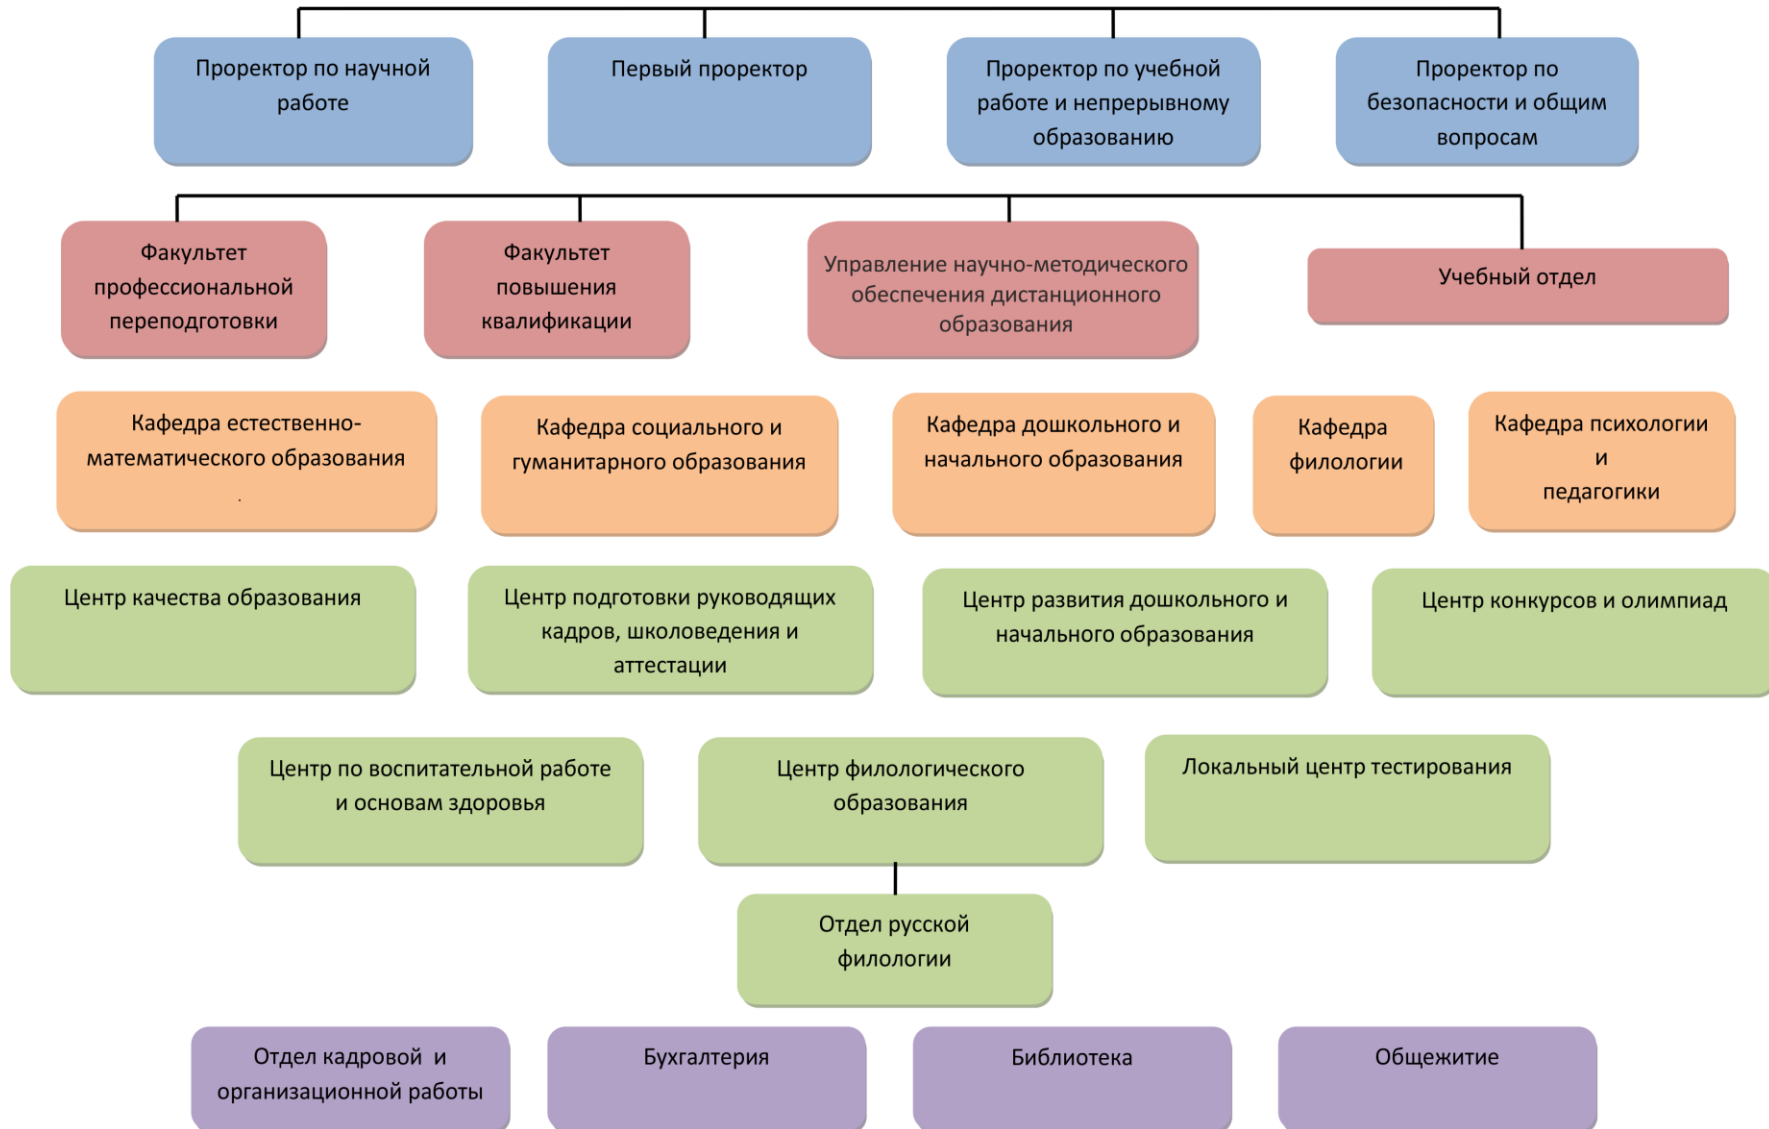 Проректор по научной
работе
Первый проректор
Проректор по учебной
работе и непрерывному
образованию
Проректор по
безопасности и общим
вопросам
Факультет
профессиональной
переподготовки
Факультет
повышения
квалификации
Управление научно-методического
обеспечения дистанционного
образования
Учебный отдел
Кафедра естественно-
математического образования
.
Кафедра социального и
гуманитарного образования
Кафедра дошкольного и
начального образования
Кафедра
филологии
Кафедра психологии
и
педагогики
Центр качества образования
Центр подготовки руководящих
кадров, школоведения и
аттестации
Центр развития дошкольного и
начального образования
Центр конкурсов и олимпиад
Центр по воспитательной работе
и основам здоровья
Центр филологического
образования
Локальный центр тестирования
Отдел русской
филологии
Отдел кадровой  и
организационной работы
Бухгалтерия
Библиотека
Общежитие